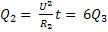 Q₂ = U²/R₂ t = 6Q₃